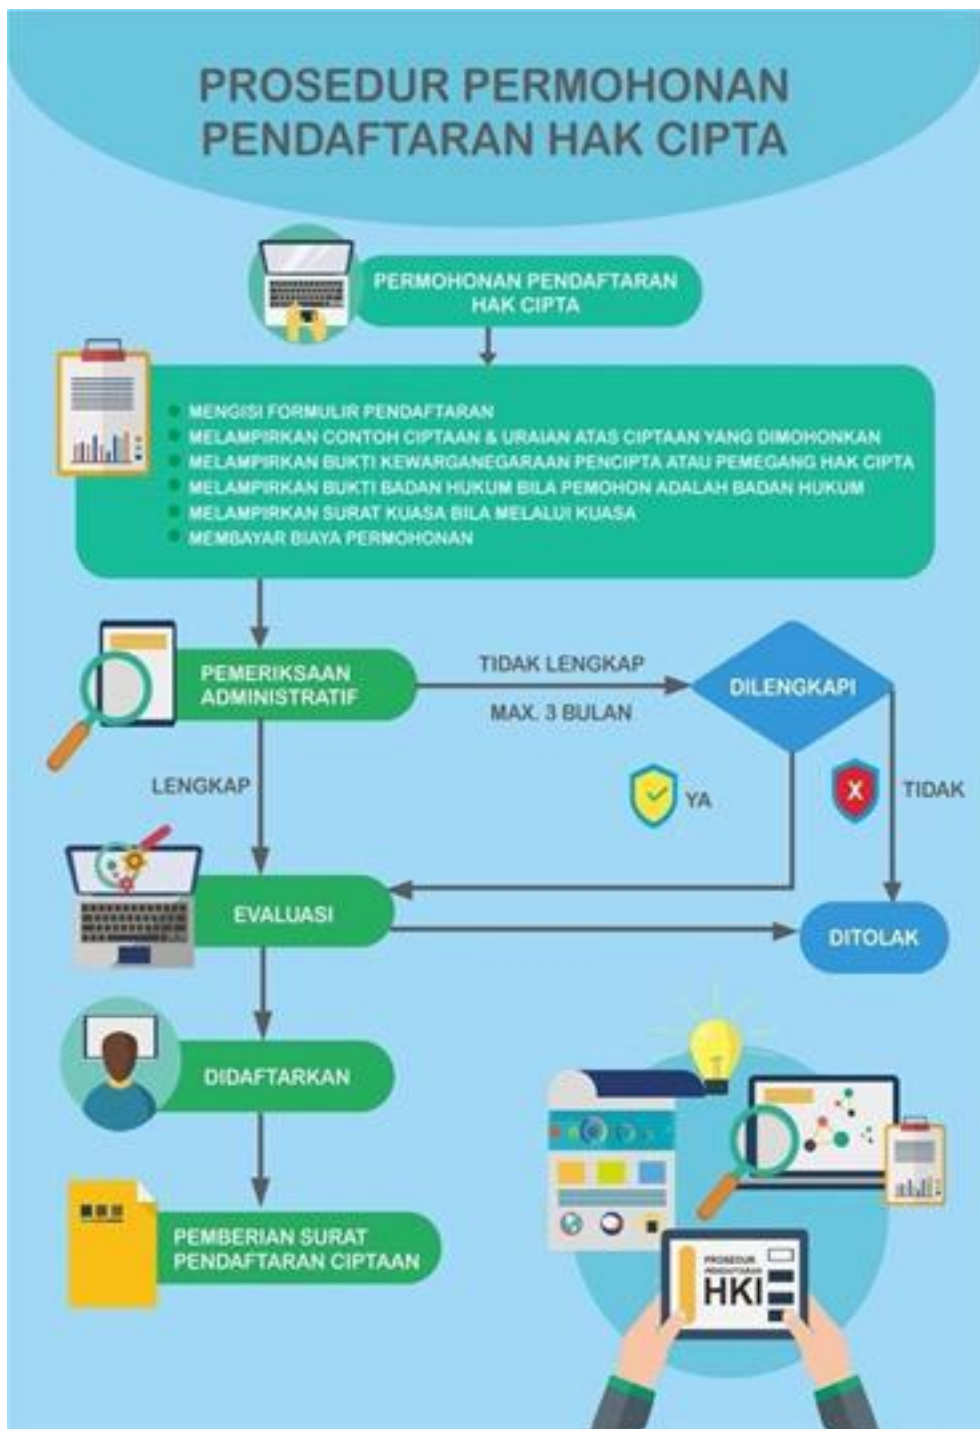 PROSEDUR PERMOHONAN
PENDAFTARAN HAK CIPTA
PERMOHONAN PENDAFTARAN
HAK CIPTA
MENGISI FORMULIR PENDAFTARAN
MELAMPIRKAN CONTOH CIPTAAN & URAIAN ATAS CIPTAAN YANG DIMOHONKAN
MELAMPIRKAN BUKTI KEWARGANEGARAAN PENCIPTA ATAU PEMEGANG HAK CIPTA
MELAMPIRKAN BUKTI BADAN HUKUM BILA PEMOHON ADALAH BADAN HUKUM
MELAMPIRKAN SURAT KUASA BILA MELALUI KUASA
MEMBAYAR BIAYA PERMOHONAN
PEMERIKSAAN
ADMINISTRATIF
TIDAK LENGKAP
MAX. 3 BULAN
DILENGKAPI
LENGKAP
YA
X
TIDAK
EVALUASI
DITOLAK
DIDAFTARKAN
PEMBERIAN SURAT
PENDAFTARAN CIPTAAN
PROSEDUR
PENDAFTARAN
HKI